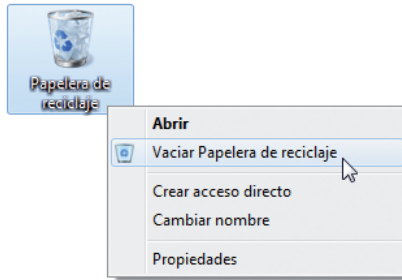 Papelera de
reciclaje
Abrir
Vaciar Papelera de reciclaje
Crear acceso directo
Cambiar nombre
Propiedades